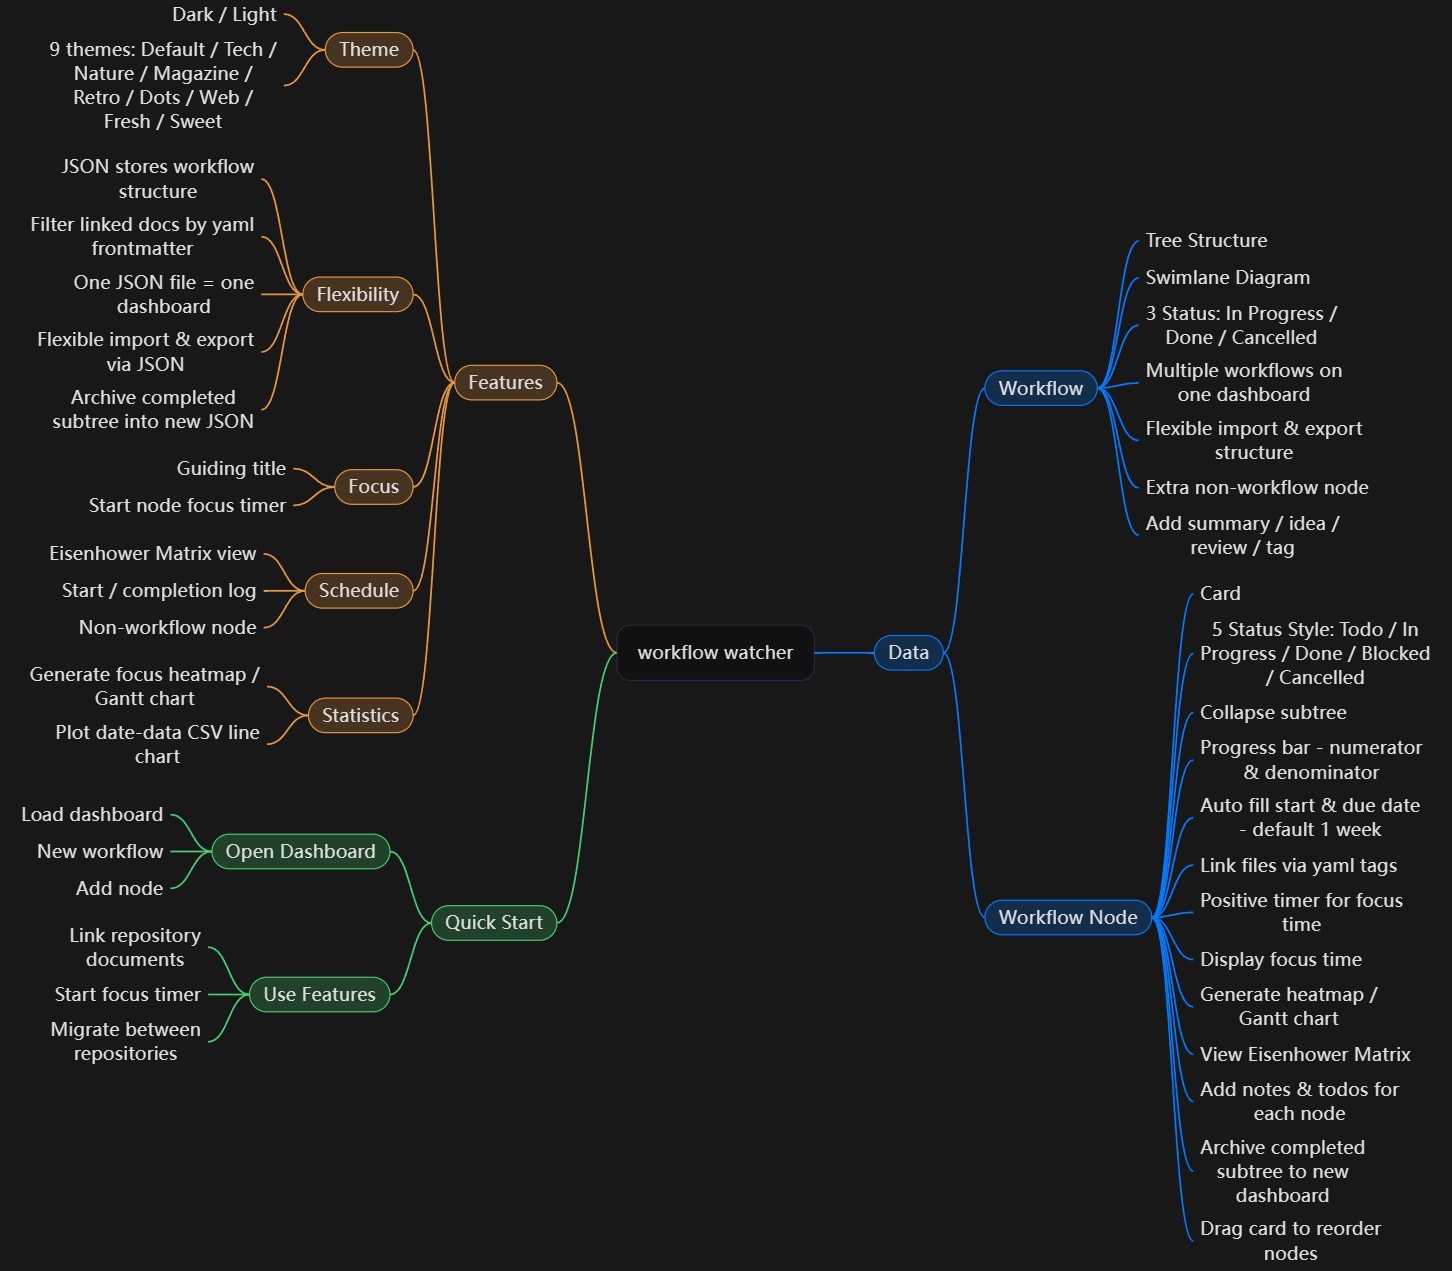 Dark / Light
9 themes: Default / Tech /
Nature / Magazine /
Retro / Dots / Web /
Fresh / Sweet
Theme
JSON stores workflow
structure
Filter linked docs by yaml
frontmatter
One JSON file = one
dashboard
Flexible import & export
via JSON
Archive completed
subtree into new JSON
Flexibility
Features
Guiding title
Start node focus timer
Focus
Eisenhower Matrix view
Start / completion log
Non-workflow node
Schedule
Generate focus heatmap /
Gantt chart
Plot date-data CSV line
chart
Statistics
Load dashboard
New workflow
Add node
Open Dashboard
Quick Start
Link repository
documents
Start focus timer
Migrate between
repositories
Use Features
workflow watcher
Data
Workflow
Tree Structure
Swimlane Diagram
3 Status: In Progress /
Done / Cancelled
Multiple workflows on
one dashboard
Flexible import & export
structure
Extra non-workflow node
Add summary / idea /
review / tag
Workflow Node
Card
5 Status Style: Todo / In
Progress / Done / Blocked
/ Cancelled
Collapse subtree
Progress bar - numerator
& denominator
Auto fill start & due date
- default 1 week
Link files via yaml tags
Positive timer for focus
time
Display focus time
Generate heatmap /
Gantt chart
View Eisenhower Matrix
Add notes & todos for
each node
Archive completed
subtree to new
dashboard
Drag card to reorder
nodes